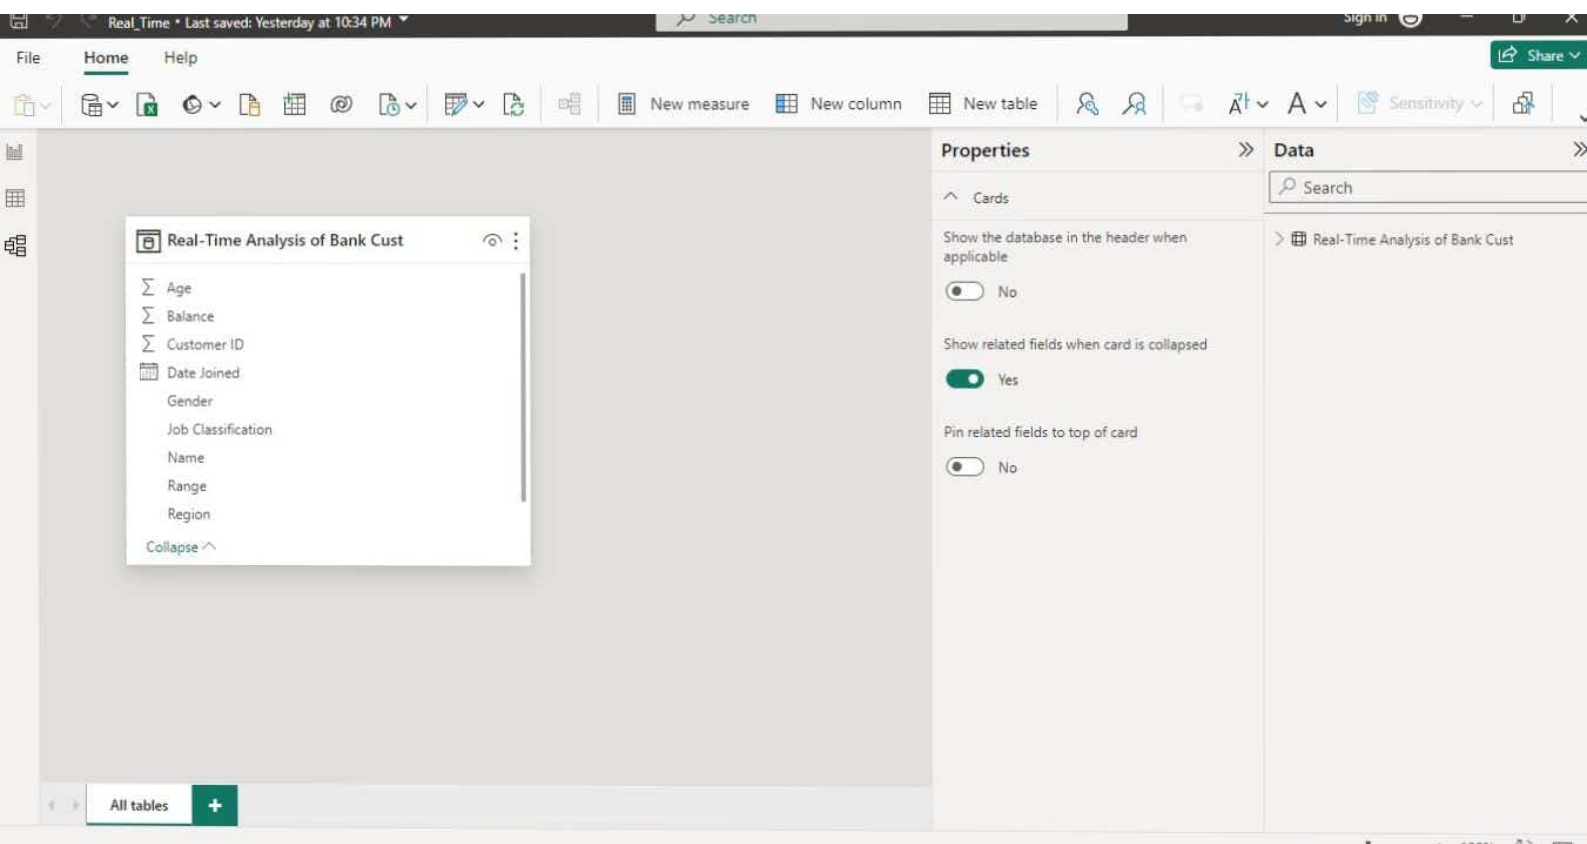 Real_Time • Last saved: Yesterday at 10:34 PM
Search
Sign in
File Home Help
Share
New measure
New column
New table
Sensitivity
Real-Time Analysis of Bank Cust
Age
Balance
Customer ID
Date Joined
Gender
Job Classification
Name
Range
Region
Collapse
Properties
Cards
Show the database in the header when
applicable
No
Show related fields when card is collapsed
Yes
Pin related fields to top of card
No
Data
Search
Real-Time Analysis of Bank Cust
All tables